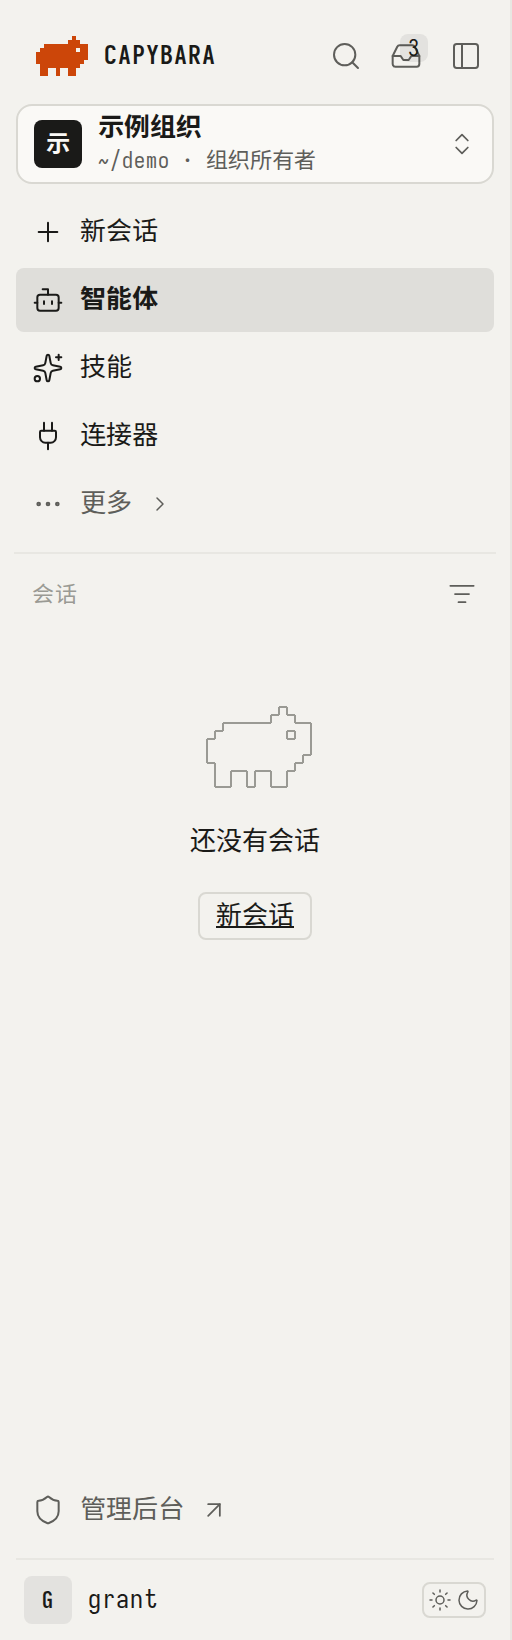 CAPYBARA
3
示
示例组织
~/demo · 组织所有者
新会话
智能体
技能
连接器
更多
会话
还没有会话
新会话
管理后台
G
grant